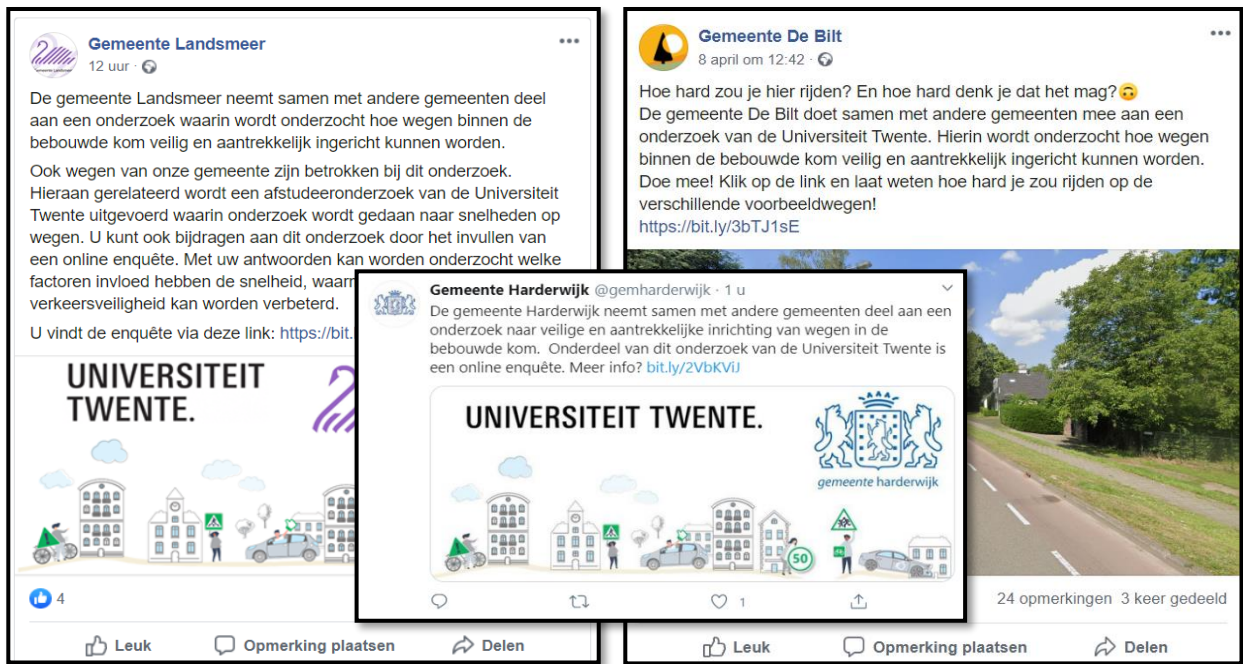 Gemeente Landsmeer
12 uur ·
De gemeente Landsmeer neemt samen met andere gemeenten deel
aan een onderzoek waarin wordt onderzocht hoe wegen binnen de
bebouwde kom veilig en aantrekkelijk ingericht kunnen worden.
Ook wegen van onze gemeente zijn betrokken bij dit onderzoek.
Hieraan gerelateerd wordt een afstudeeronderzoek van de Universiteit
Twente uitgevoerd waarin onderzoek wordt gedaan naar snelheden op
wegen. U kunt ook bijdragen aan dit onderzoek door het invullen van
een online enquête. Met uw antwoorden kan worden onderzocht welke
factoren invloed hebben de snelheid, waarm
verkeersveiligheid kan worden verbeterd.
U vindt de enquête via deze link: https://bit.
UNIVERSITEIT
TWENTE.
4
Leuk
Opmerking plaatsen
Delen
Gemeente Harderwijk @gemharderwijk · 1 u
De gemeente Harderwijk neemt samen met andere gemeenten deel aan een
onderzoek naar veilige en aantrekkelijke inrichting van wegen in de
bebouwde kom. Onderdeel van dit onderzoek van de Universiteit Twente is
een online enquête. Meer info? bit.ly/2VbKViJ
UNIVERSITEIT TWENTE.
gemeente harderwijk
50
1
Gemeente De Bilt
8 april om 12:42 ·
Hoe hard zou je hier rijden? En hoe hard denk je dat het mag?🙃
De gemeente De Bilt doet samen met andere gemeenten mee aan een
onderzoek van de Universiteit Twente. Hierin wordt onderzocht hoe wegen
binnen de bebouwde kom veilig en aantrekkelijk ingericht kunnen worden.
Doe mee! Klik op de link en laat weten hoe hard je zou rijden op de
verschillende voorbeeldwegen!
https://bit.ly/3bTJ1sE
24 opmerkingen 3 keer gedeeld
Leuk
Opmerking plaatsen
Delen